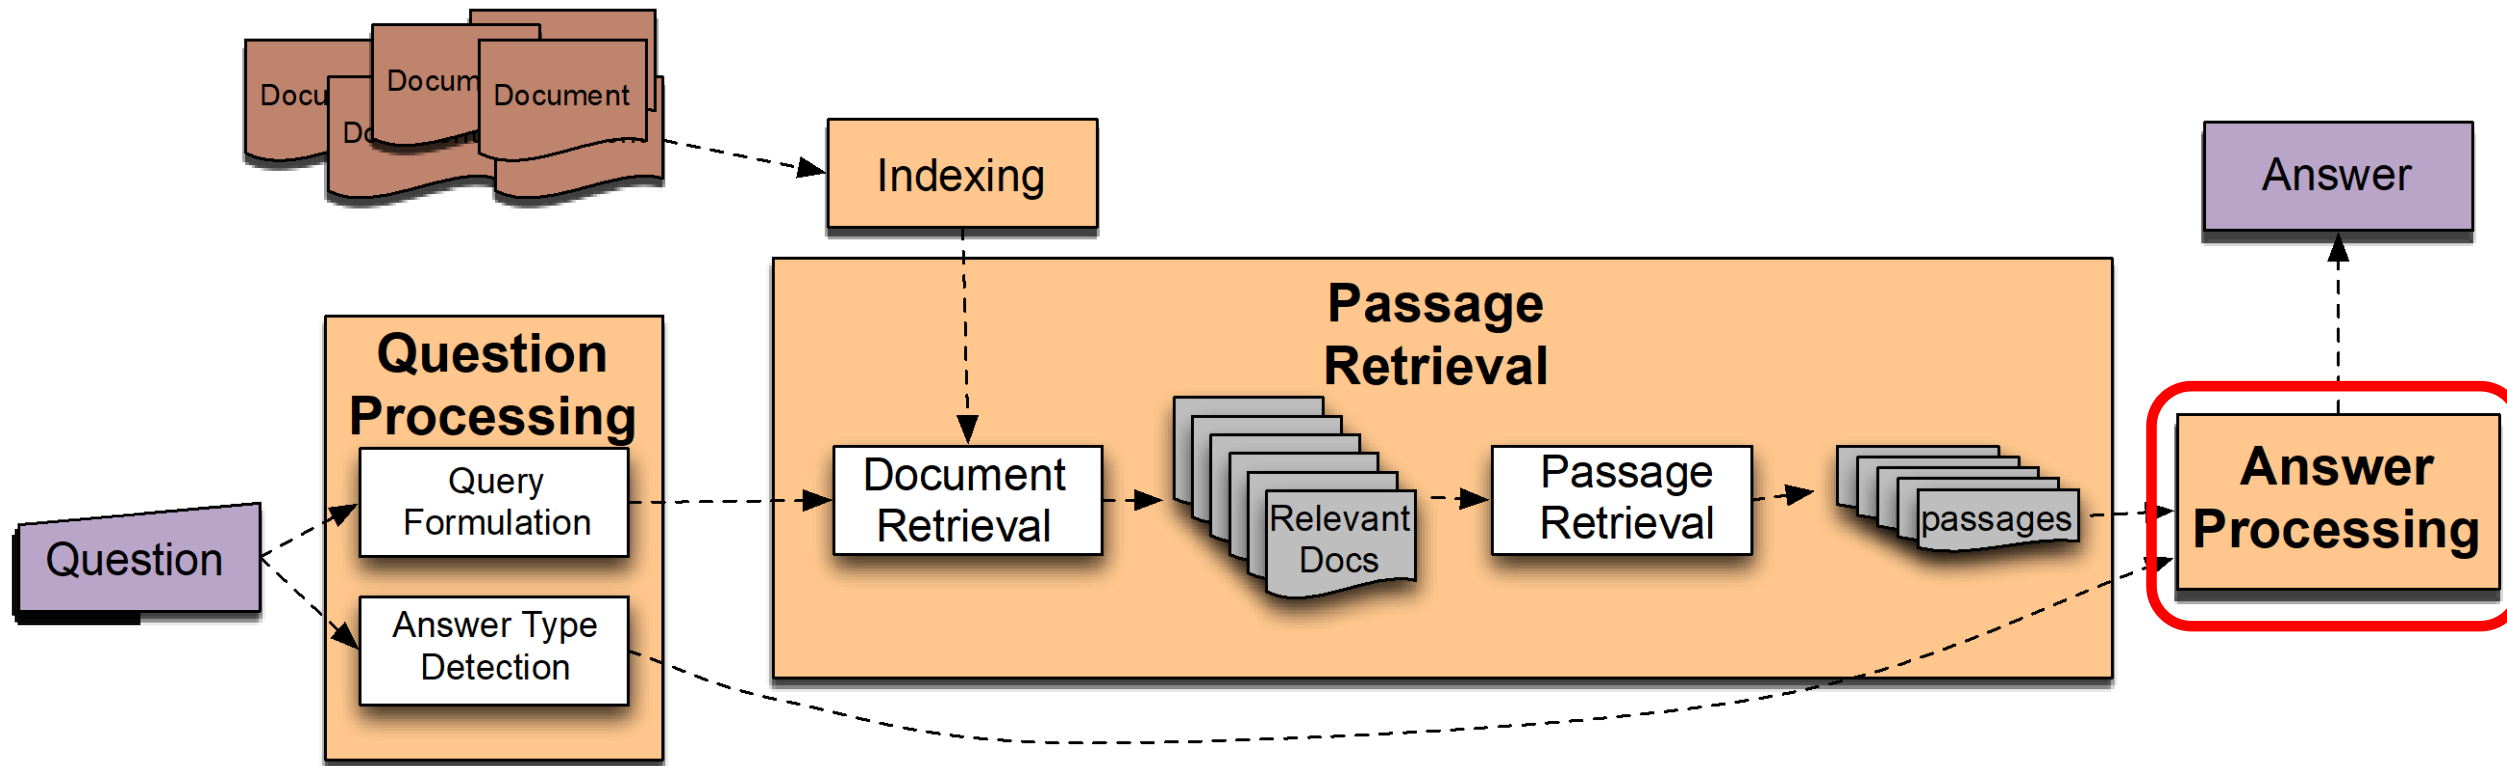 Docu
Docum
Document
Indexing
Answer
Passage
Retrieval
Question
Processing
Query
Formulation
Document
Retrieval
Relevant
Docs
Passage
Retrieval
passages
Answer
Processing
Question
Answer Type
Detection